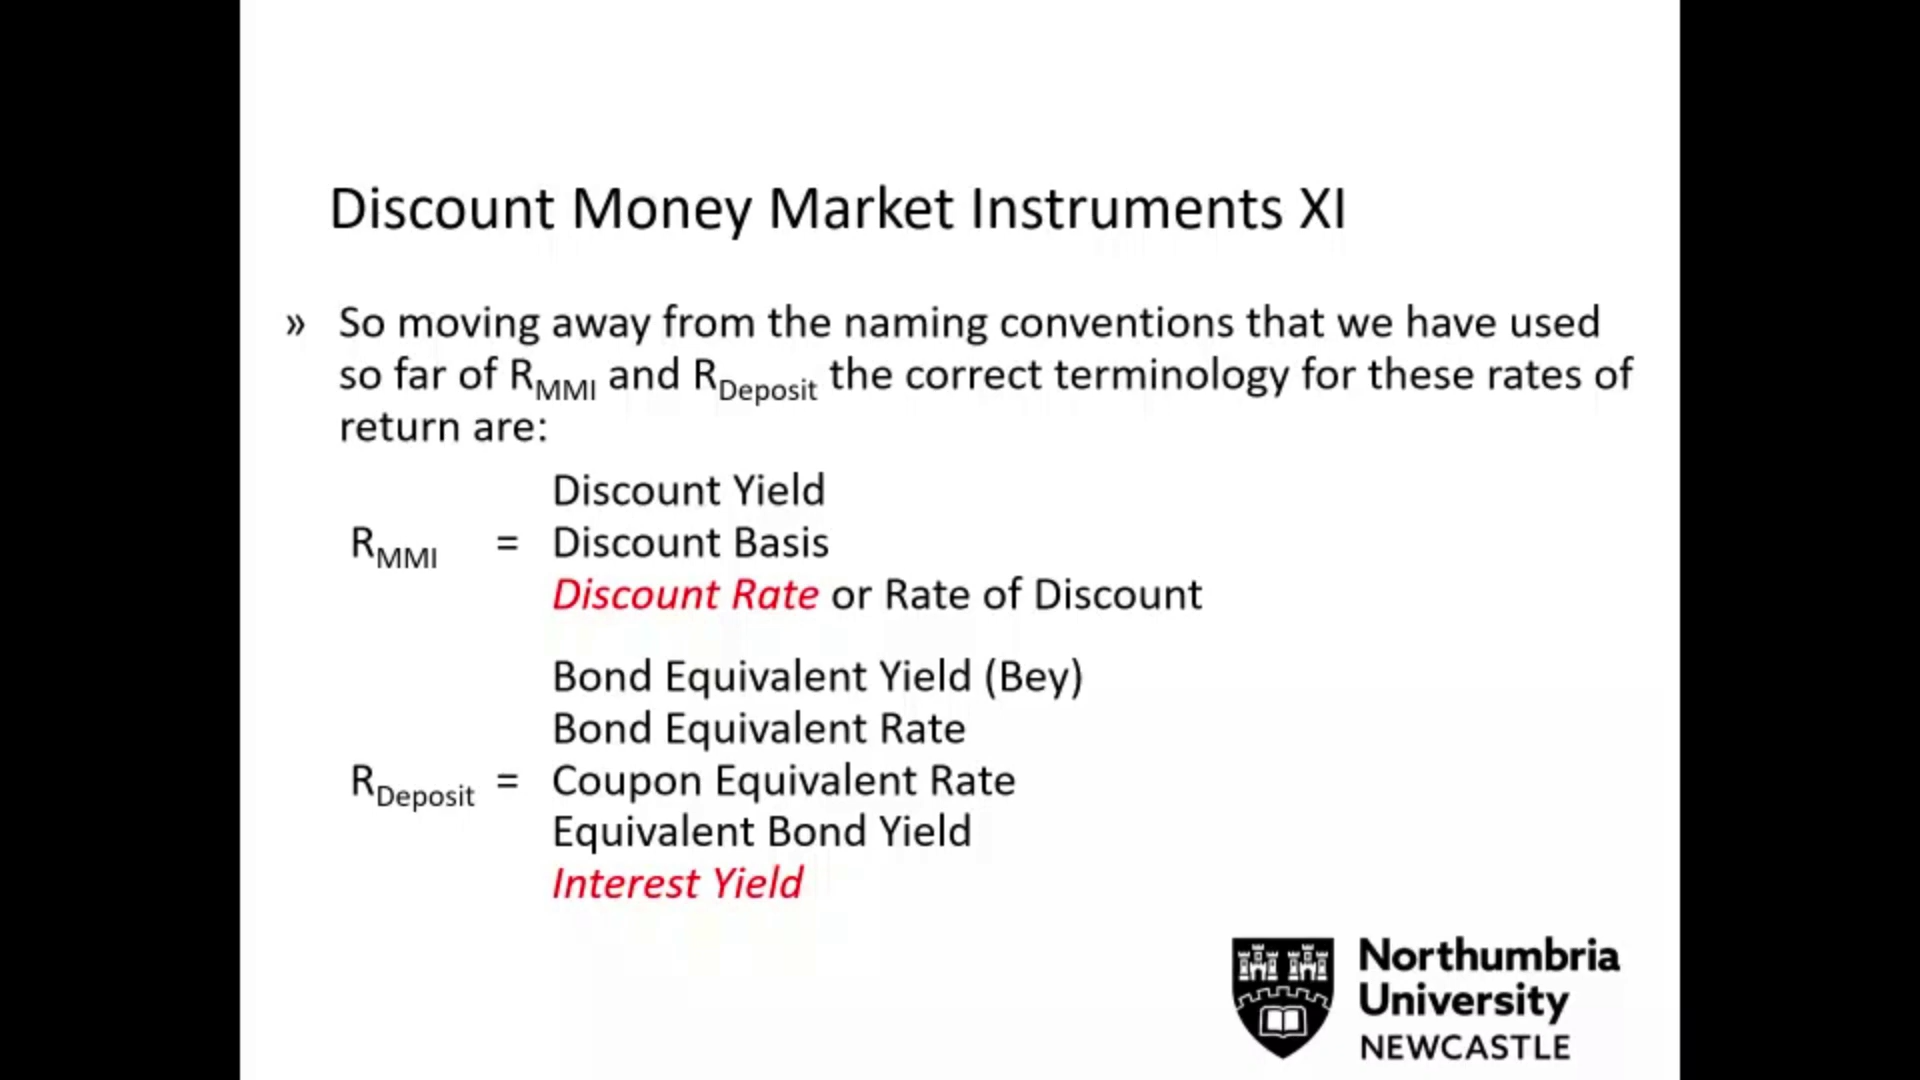 Discount Money Market Instruments XI
» So moving away from the naming conventions that we have used
so far of RMMI and RDeposit the correct terminology for these rates of
return are:
Discount Yield
RMMI = Discount Basis
Discount Rate or Rate of Discount
Bond Equivalent Yield (Bey)
Bond Equivalent Rate
RDeposit = Coupon Equivalent Rate
Equivalent Bond Yield
Interest Yield
Northumbria
University
NEWCASTLE